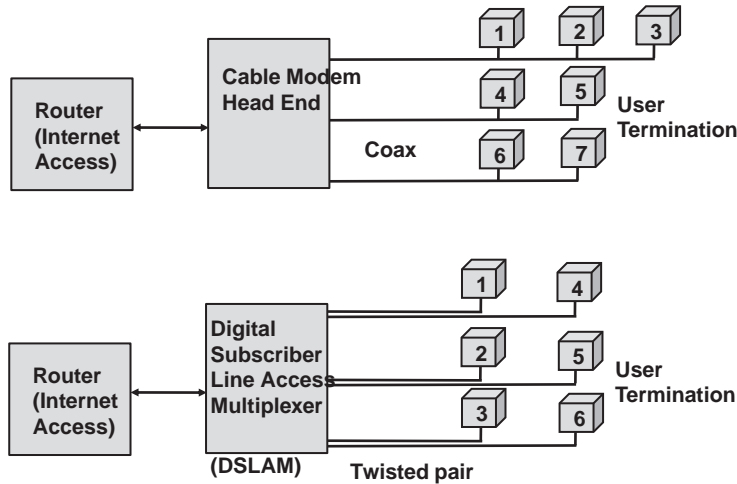 1 2 3
Cable Modem
Head End
Router
(Internet
Access)
4 5
User
Termination
Coax
6 7
1 4
Digital
Subscriber
Line Access
Multiplexer
Router
(Internet
Access)
2 5
User
Termination
3 6
(DSLAM)
Twisted pair